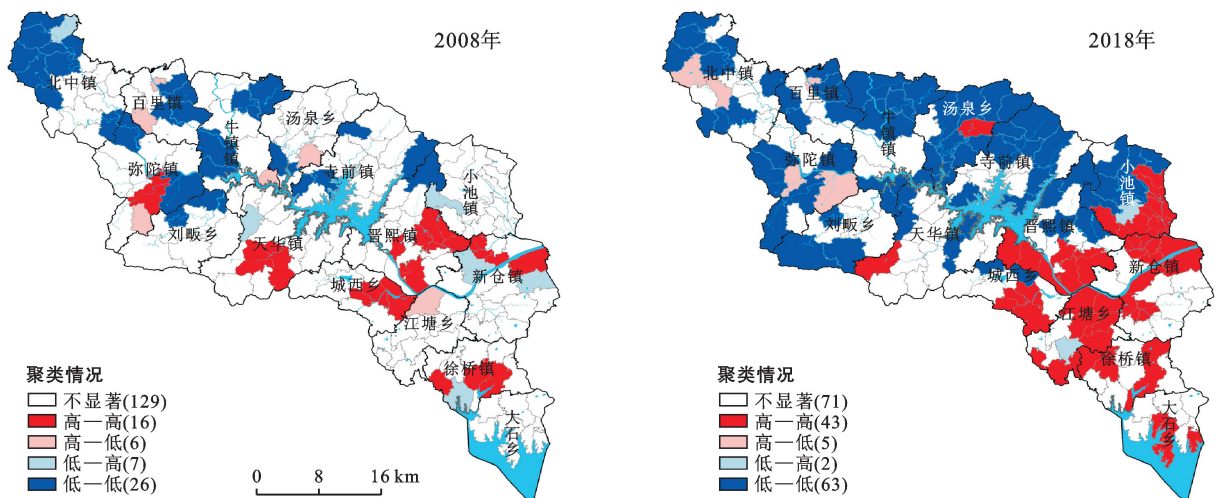 2008年
北中镇
百里镇
汤泉乡
牛镇镇
弥陀镇
寺前镇
小池镇
刘畈乡
天华镇
晋熙镇
新仓镇
城西乡
江塘乡
徐桥镇
大石乡
聚类情况
不显著(129)
高—高(16)
高—低(6)
低—高(7)
低—低(26)
0 8 16 km
2018年
北中镇
百里镇
汤泉乡
牛镇镇
弥陀镇
寺前镇
小池镇
刘畈乡
天华镇
晋熙镇
新仓镇
城西乡
江塘乡
徐桥镇
大石乡
聚类情况
不显著(71)
高—高(43)
高—低(5)
低—高(2)
低—低(63)